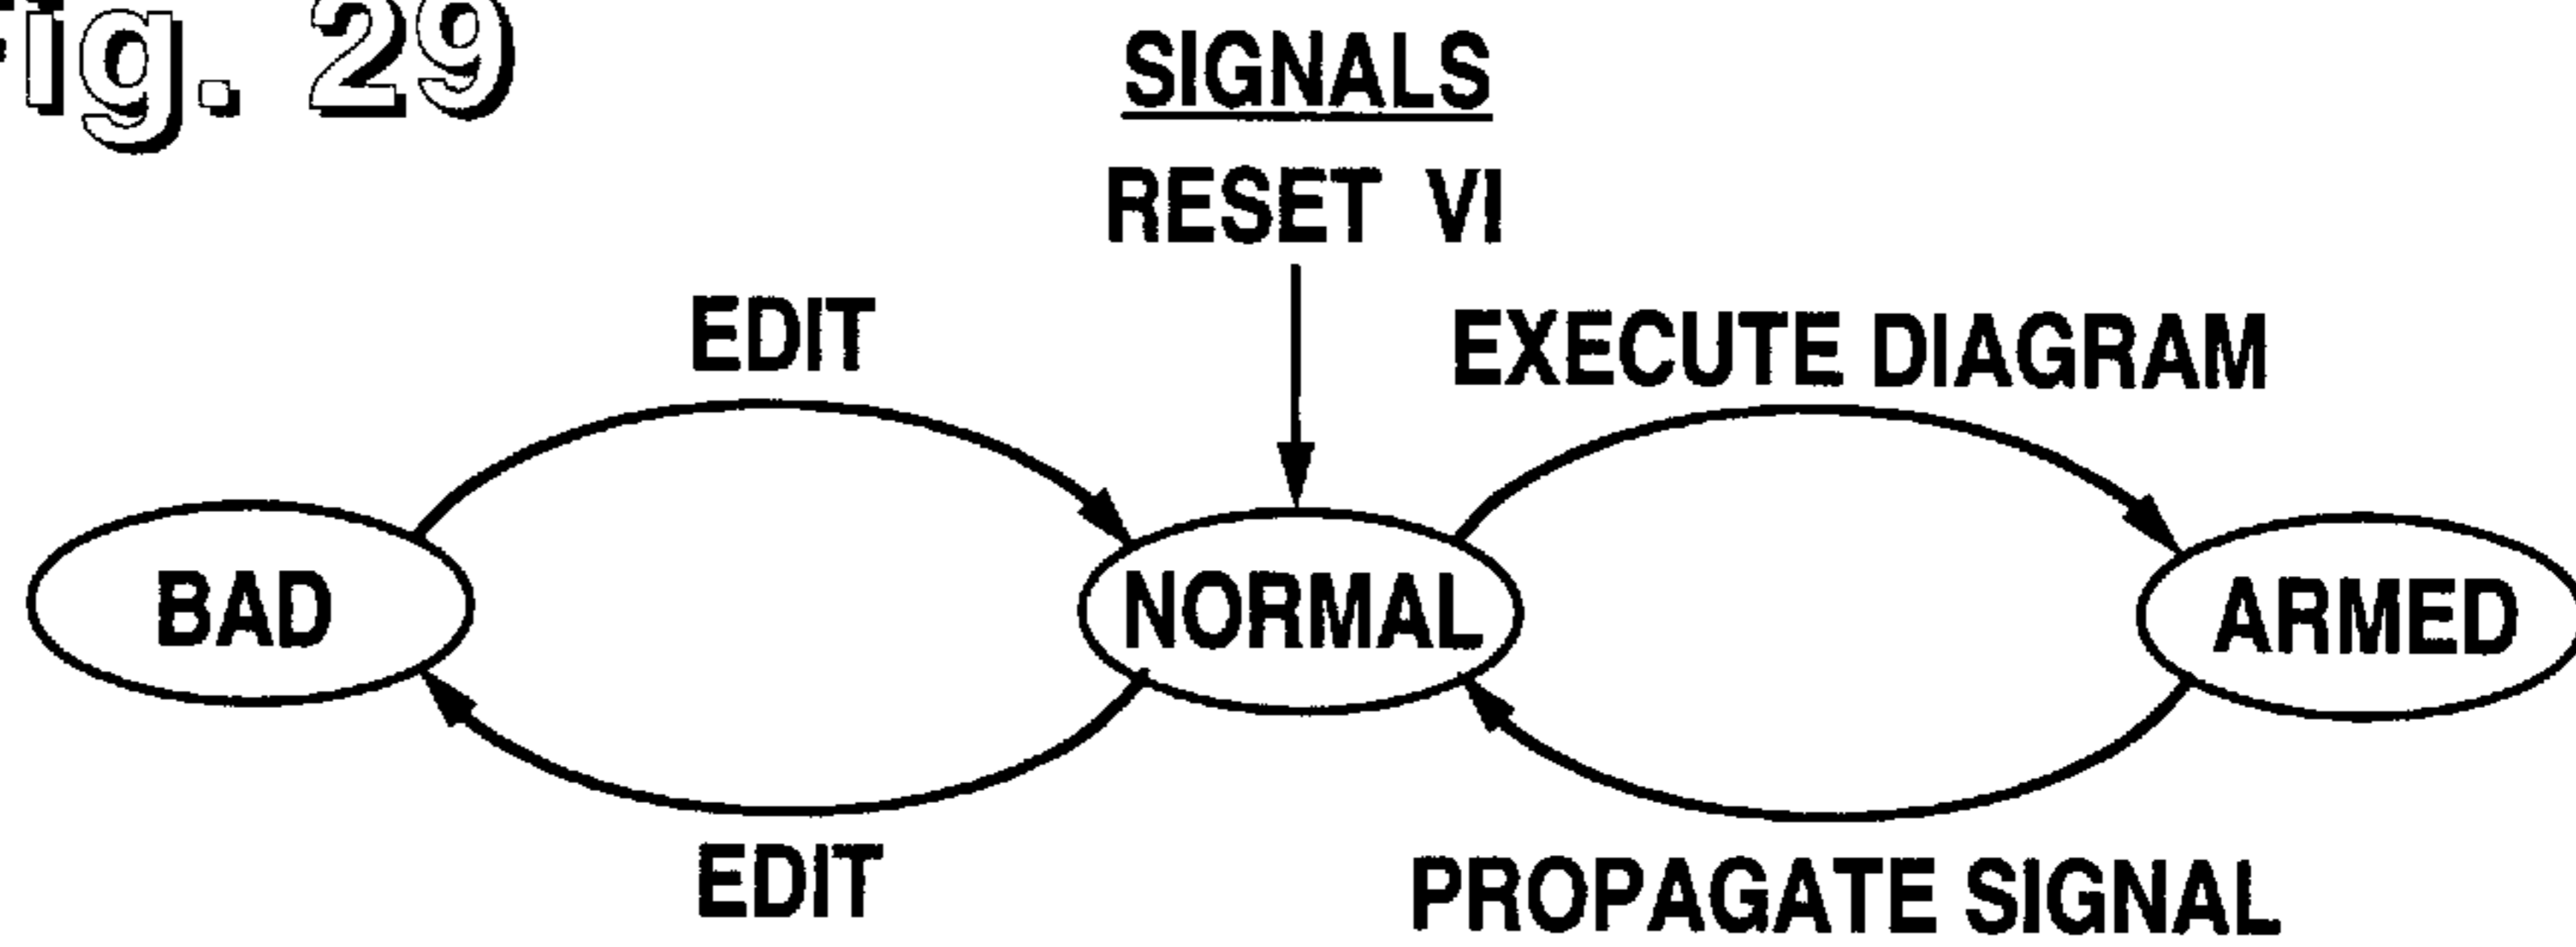 Fig. 29
SIGNALS
RESET VI
EDIT
EXECUTE DIAGRAM
BAD
NORMAL
ARMED
EDIT
PROPAGATE SIGNAL